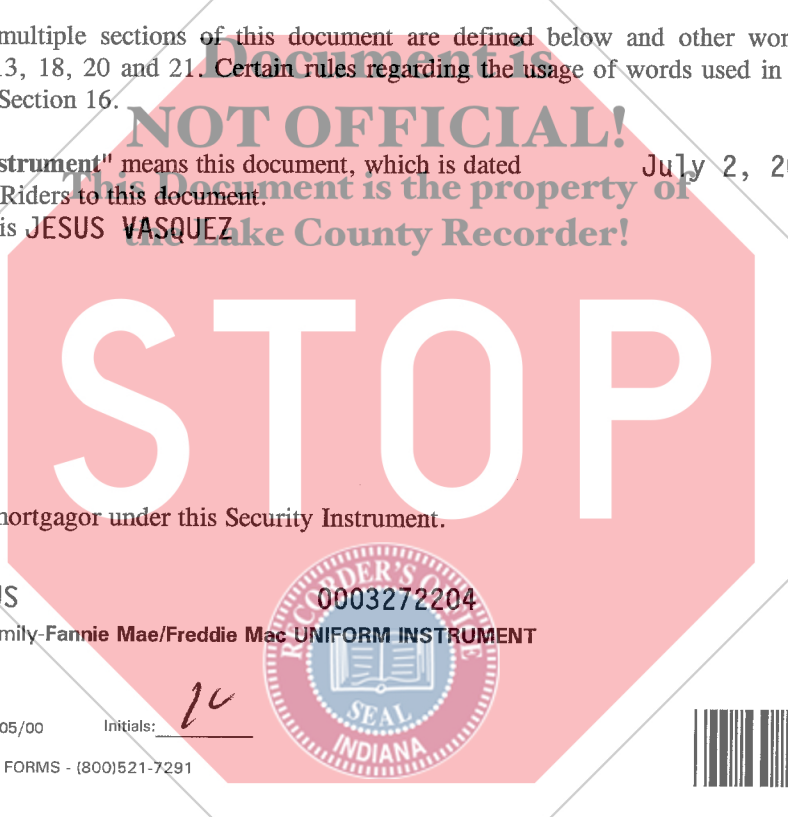 multiple sections of this document are defined below and other wor
13, 18, 20 and 21. Certain rules regarding the usage of words used in
Section 16.
Document is
NOT OFFICIAL!
This Document is the property of
the Lake County Recorder!
strument" means this document, which is dated July 2, 20
Riders to this document.
is JESUS VASQUEZ
STOP
mortgagor under this Security Instrument.
US 0003272204
mily-Fannie Mae/Freddie Mac UNIFORM INSTRUMENT
RECORDER'S OFFICE
SEAL
INDIANA
05/00 Initials:
FORMS - (800)521-7291